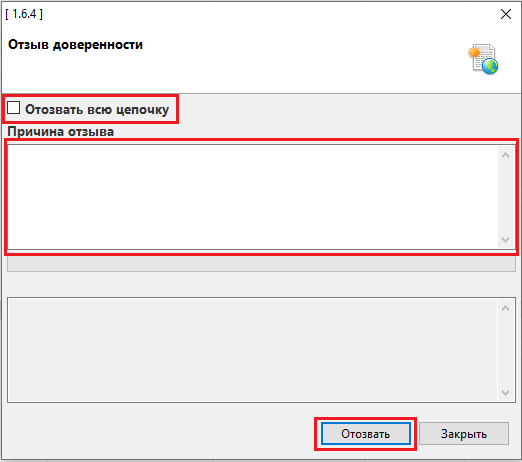 [ 1.6.4 ]
Отзыв доверенности
Отозвать всю цепочку
Причина отзыва
Отозвать
Закрыть